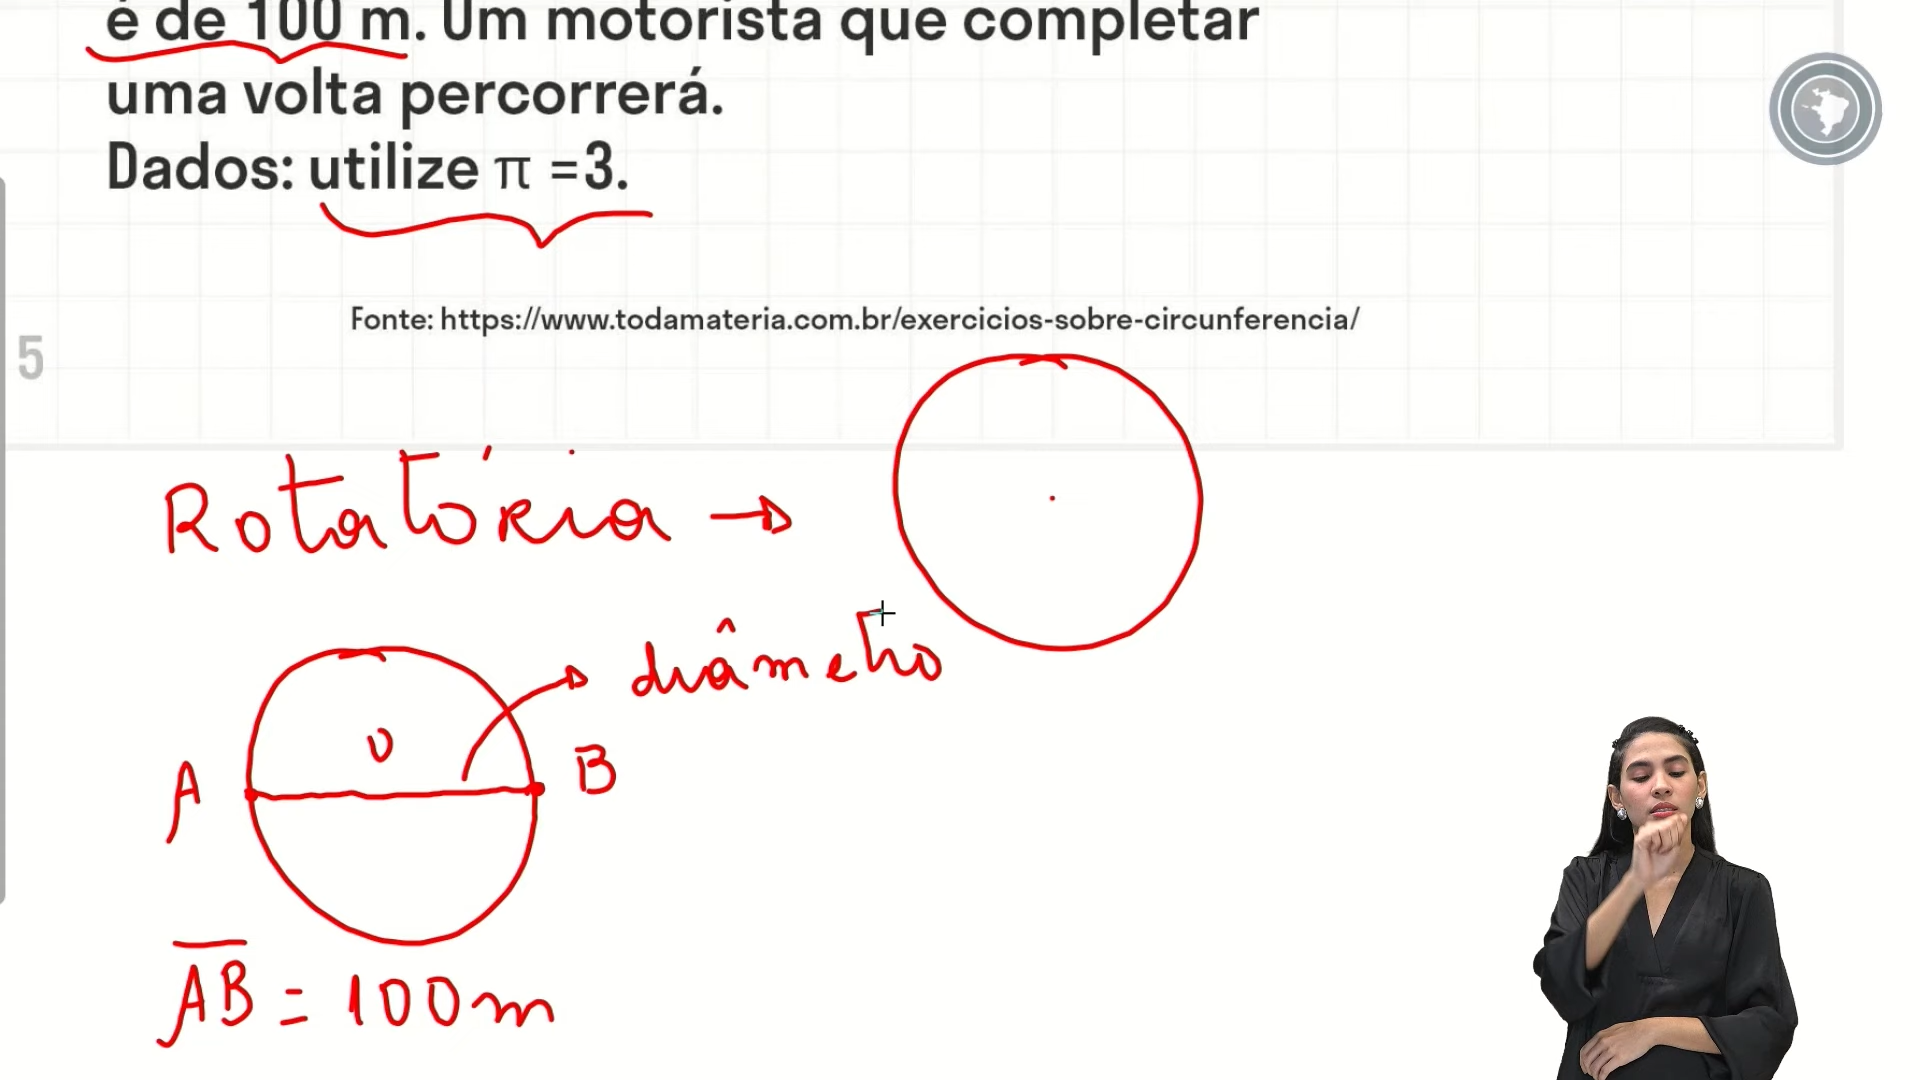 é de 100 m. Um motorista que completar
uma volta percorrerá.
Dados: utilize π =3.
Fonte: https://www.todamateria.com.br/exercicios-sobre-circunferencia/
5
Rotatória →
diâmetro
O
A
B
AB = 100m